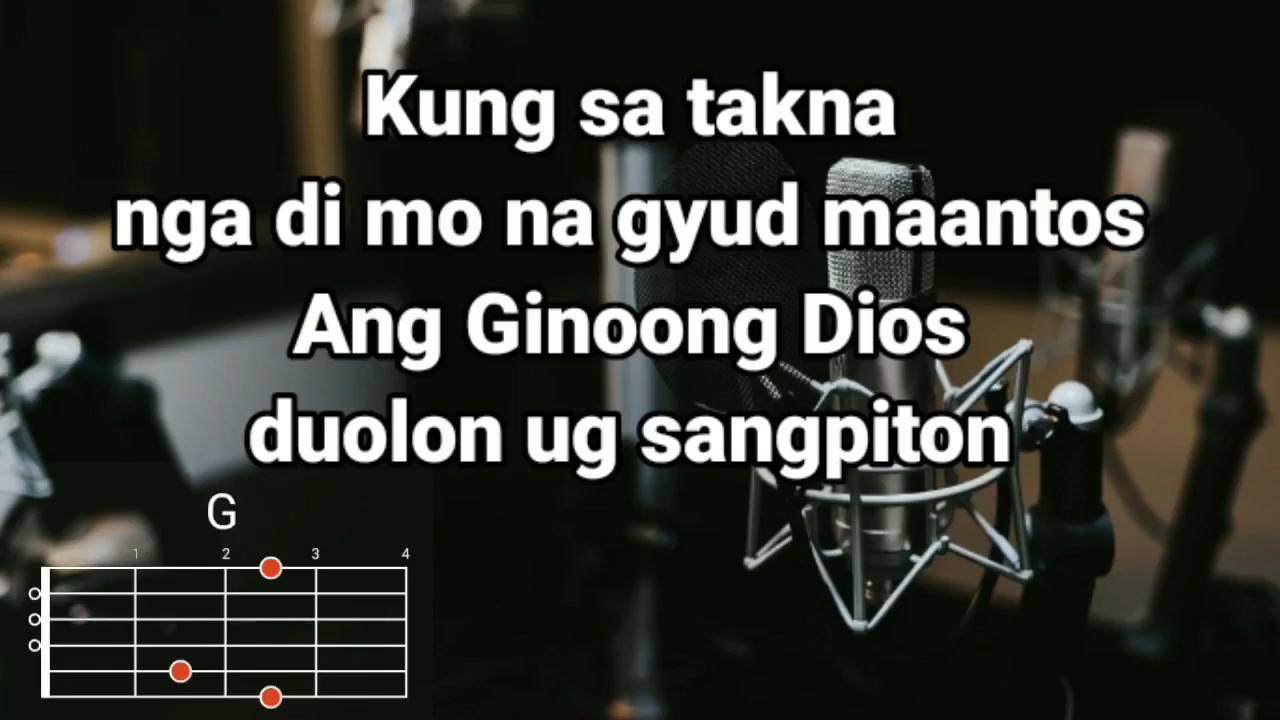 Kung sa takna
nga di mo na gyud maantos
Ang Ginoong Dios
duolon ug sangpiton
G
1 2 3 4